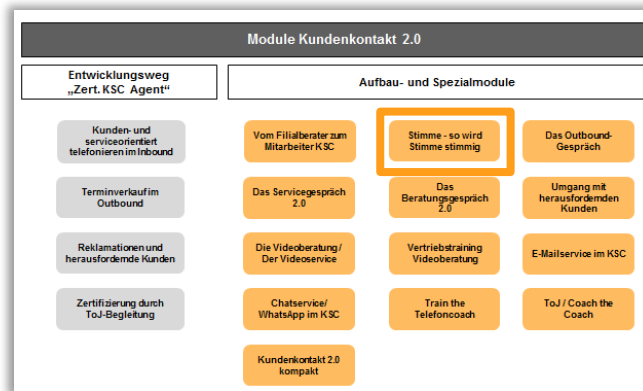 Module Kundenkontakt 2.0
Entwicklungsweg
„Zert. KSC Agent“
Aufbau- und Spezialmodule
Kunden- und
serviceorientiert
telefonieren im Inbound
Vom Filialberater zum
Mitarbeiter KSC
Stimme - so wird
Stimme stimmig
Das Outbound-
Gespräch
Terminverkauf im
Outbound
Das Servicegespräch
2.0
Das
Beratungsgespräch
2.0
Umgang mit
herausfordernden
Kunden
Reklamationen und
herausfordernde Kunden
Die Videoberatung /
Der Videoservice
Vertriebstraining
Videoberatung
E-Mailservice im KSC
Zertifizierung durch
ToJ-Begleitung
Chatservice/
WhatsApp im KSC
Train the
Telefoncoach
ToJ / Coach the
Coach
Kundenkontakt 2.0
kompakt